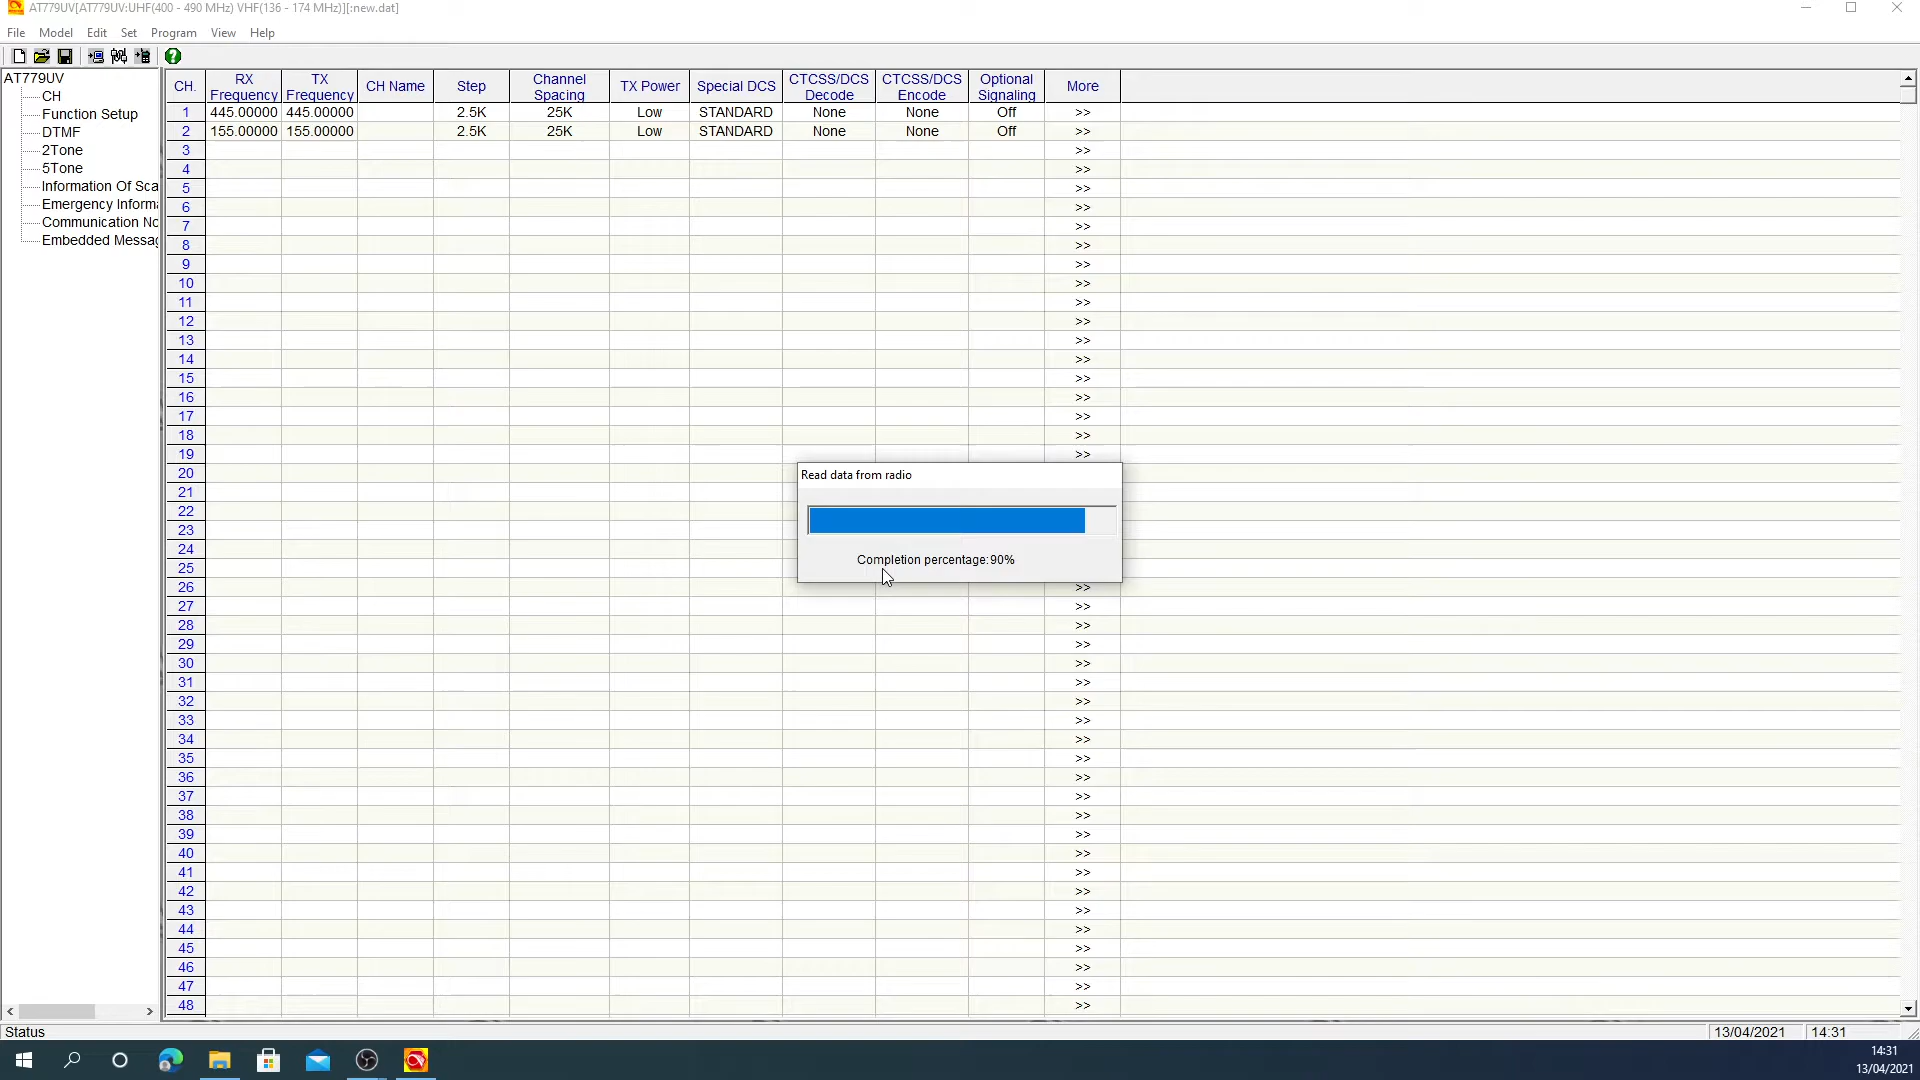 AT779UV[AT779UV:UHF(400 - 490 MHz) VHF(136 - 174 MHz)][:new.dat]
File Model Edit Set Program View Help
AT779UV
CH
Function Setup
DTMF
2Tone
5Tone
Information Of Sca
Emergency Informa
Communication No
Embedded Messag
CH. RX Frequency TX Frequency CH Name Step Channel Spacing TX Power Special DCS CTCSS/DCS Decode CTCSS/DCS Encode Optional Signaling More
1 445.00000 445.00000 2.5K 25K Low STANDARD None None Off >>
2 155.00000 155.00000 2.5K 25K Low STANDARD None None Off >>
3 >>
4 >>
5 >>
6 >>
7 >>
8 >>
9 >>
10 >>
11 >>
12 >>
13 >>
14 >>
15 >>
16 >>
17 >>
18 >>
19 >>
20
21
22
23
24
25
26 >>
27 >>
28 >>
29 >>
30 >>
31 >>
32 >>
33 >>
34 >>
35 >>
36 >>
37 >>
38 >>
39 >>
40 >>
41 >>
42 >>
43 >>
44 >>
45 >>
46 >>
47 >>
48 >>
Read data from radio
Completion percentage:90%
Status 13/04/2021 14:31
14:31
13/04/2021